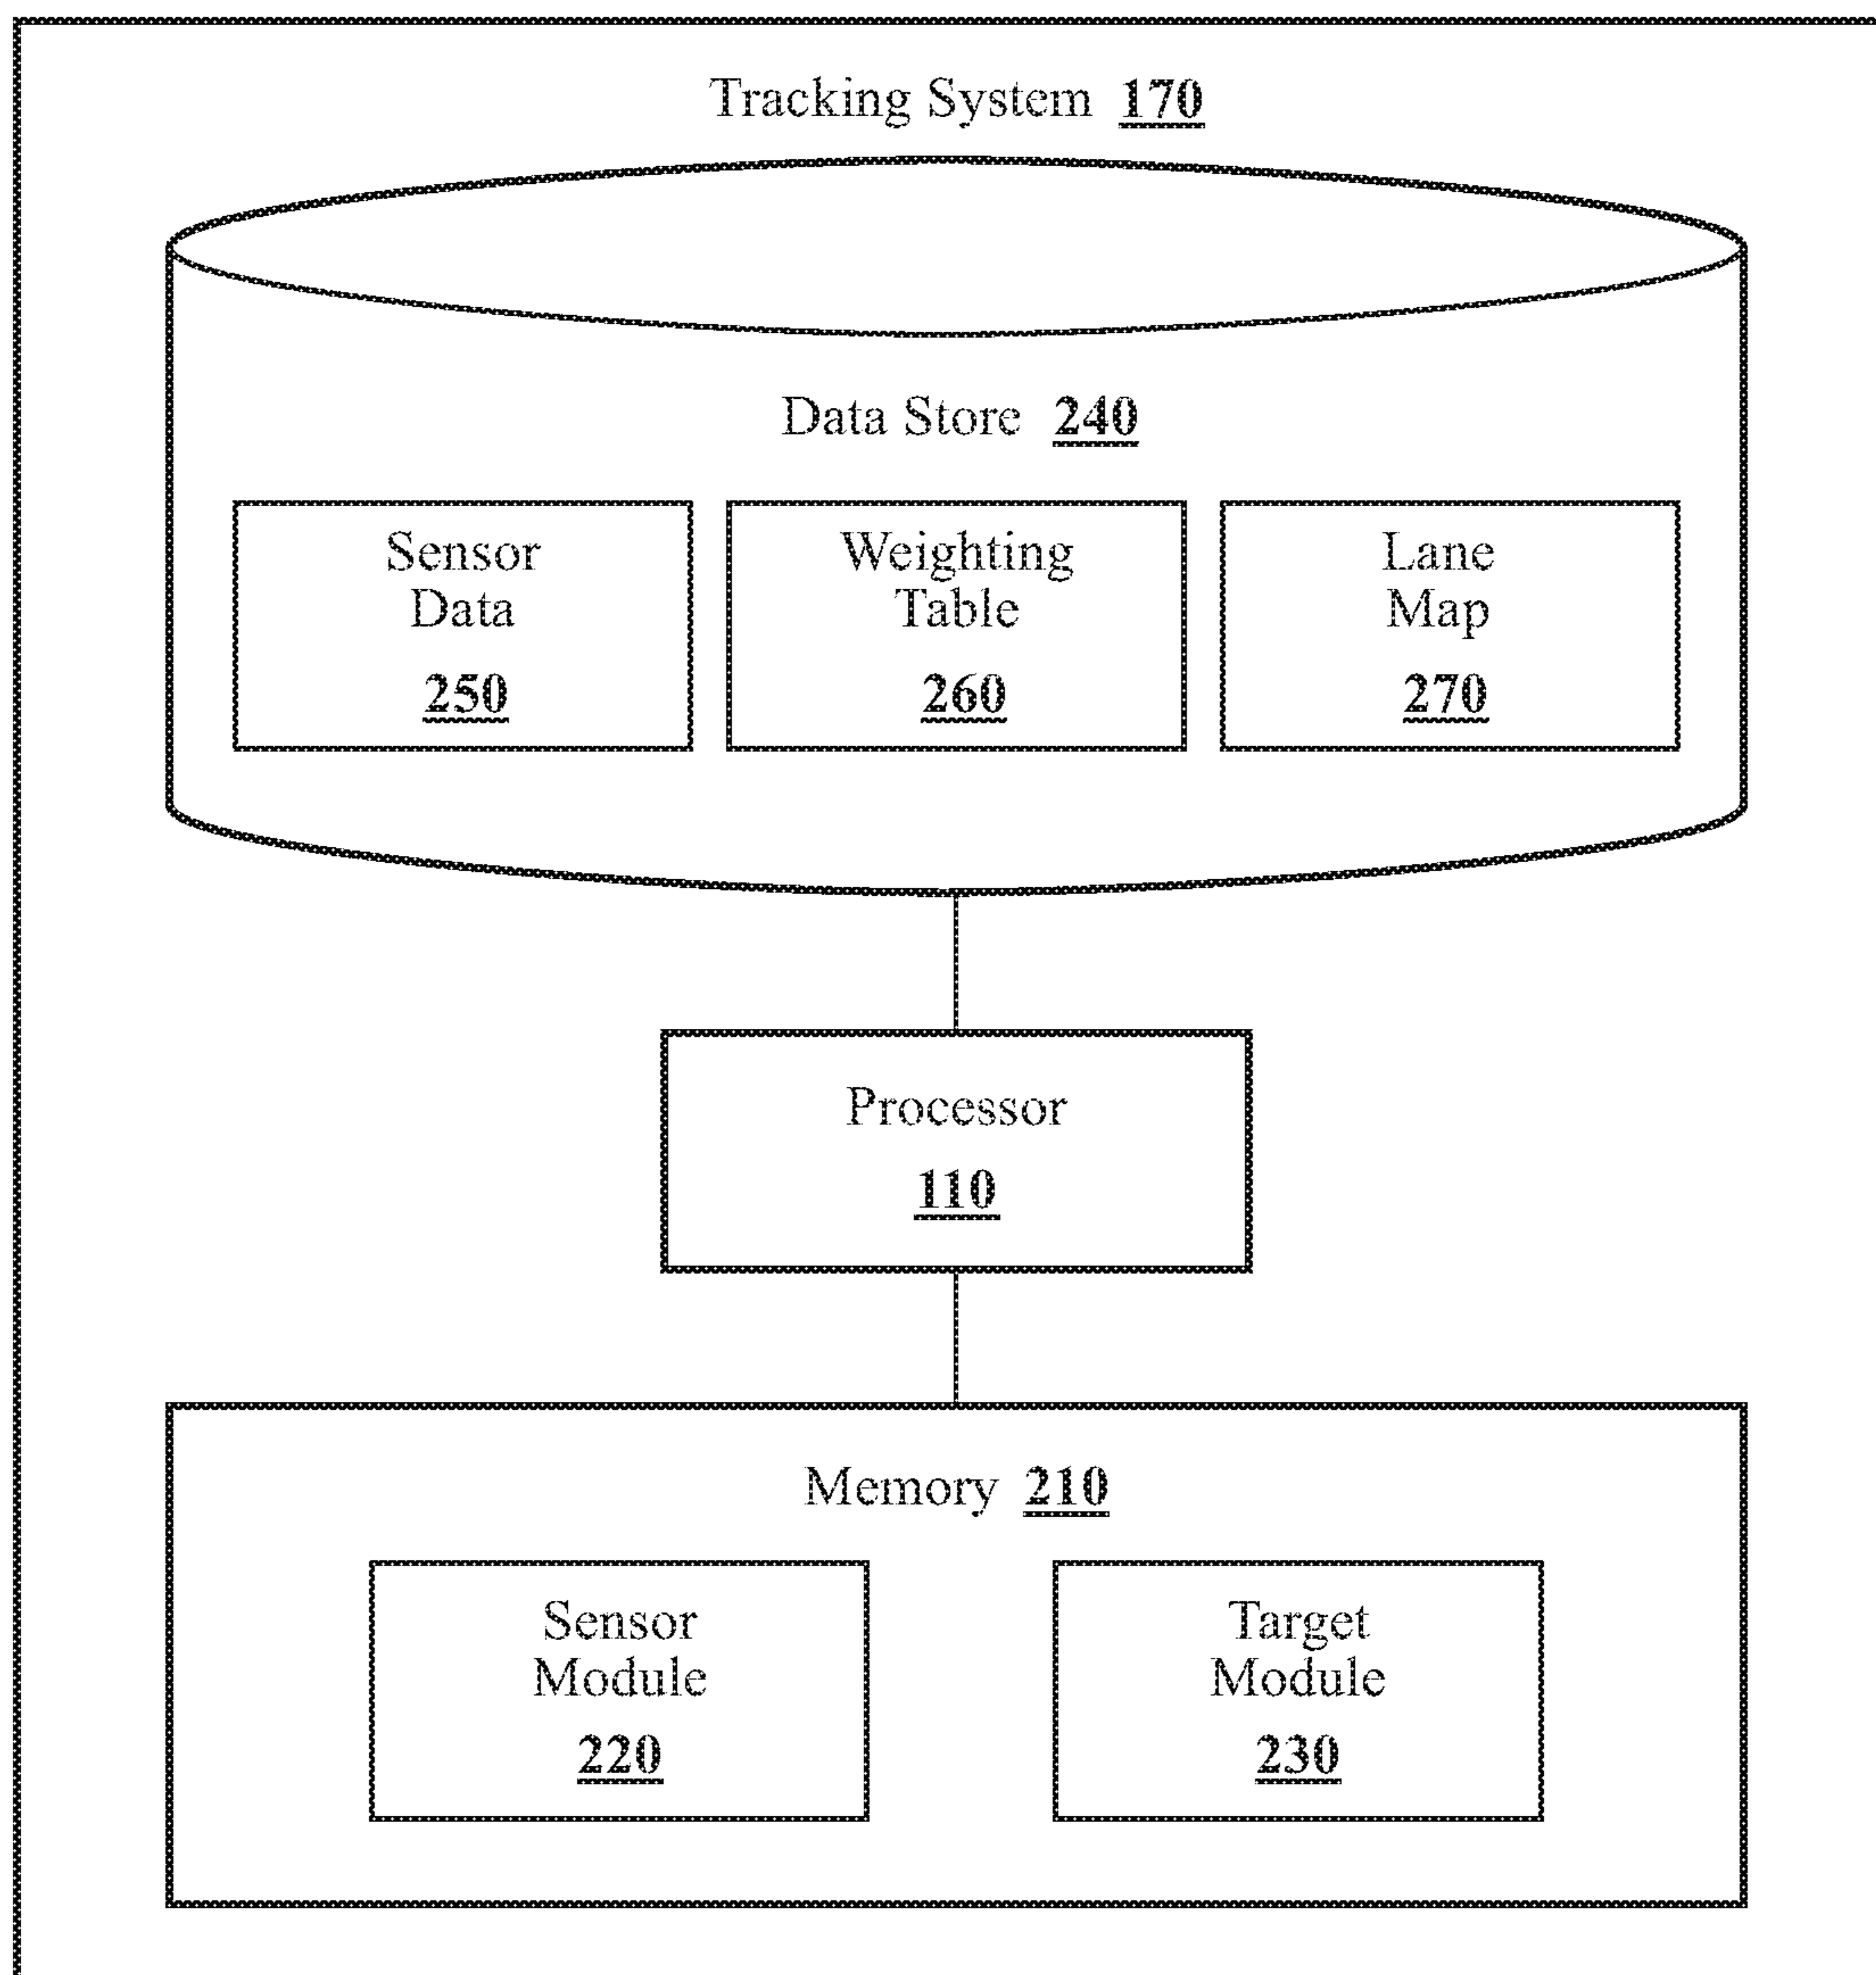 Tracking System 170
Data Store 240
Sensor
Data
250
Weighting
Table
260
Lane
Map
270
Processor
110
Memory 210
Sensor
Module
220
Target
Module
230